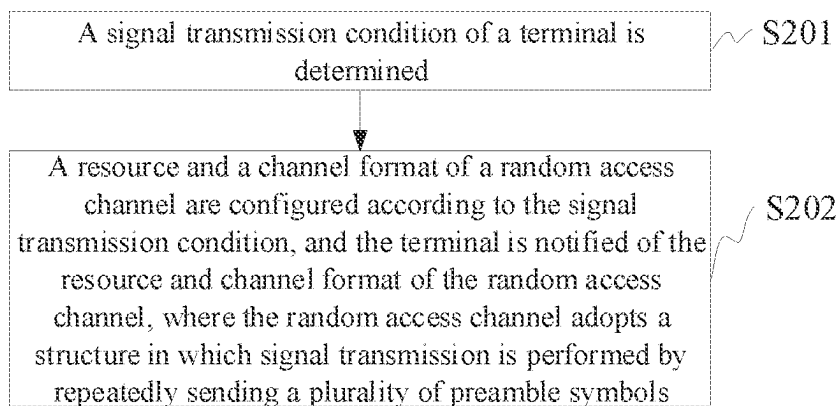 A signal transmission condition of a terminal is
determined
S201
A resource and a channel format of a random access
channel are configured according to the signal
transmission condition, and the terminal is notified of the
resource and channel format of the random access
channel, where the random access channel adopts a
structure in which signal transmission is performed by
repeatedly sending a plurality of preamble symbols
S202